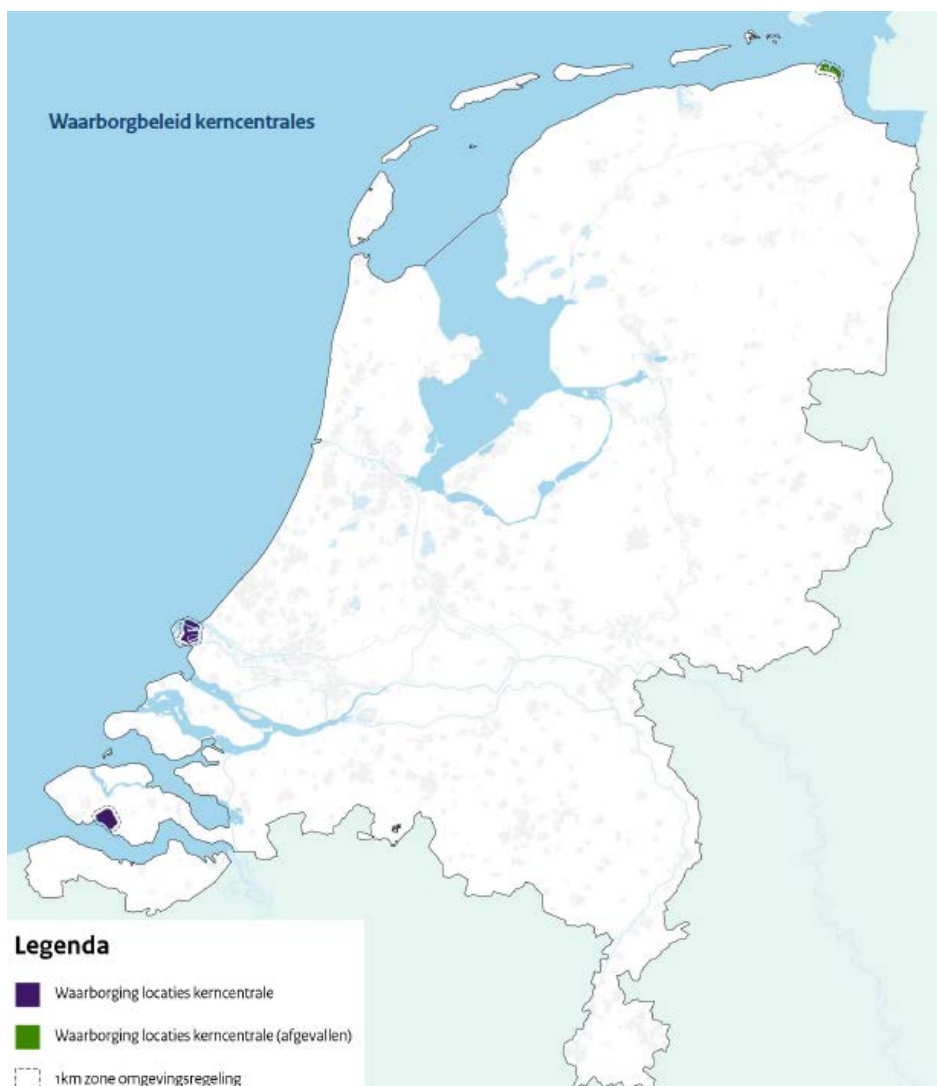 Waarborgbeleid kerncentrales
Legenda
Waarborging locaties kerncentrale
Waarborging locaties kerncentrale (afgevallen)
1km zone omgevingsregeling